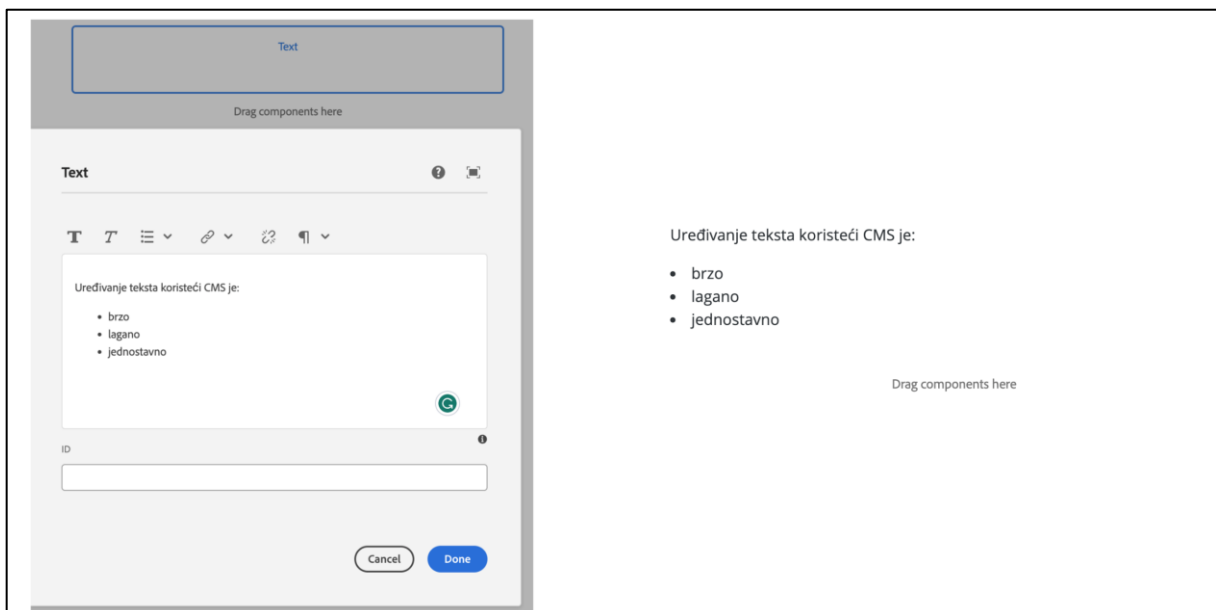 Text
Drag components here
Text
Uređivanje teksta koristeći CMS je:
• brzo
• lagano
• jednostavno
ID
Cancel
Done
Uređivanje teksta koristeći CMS je:
• brzo
• lagano
• jednostavno
Drag components here